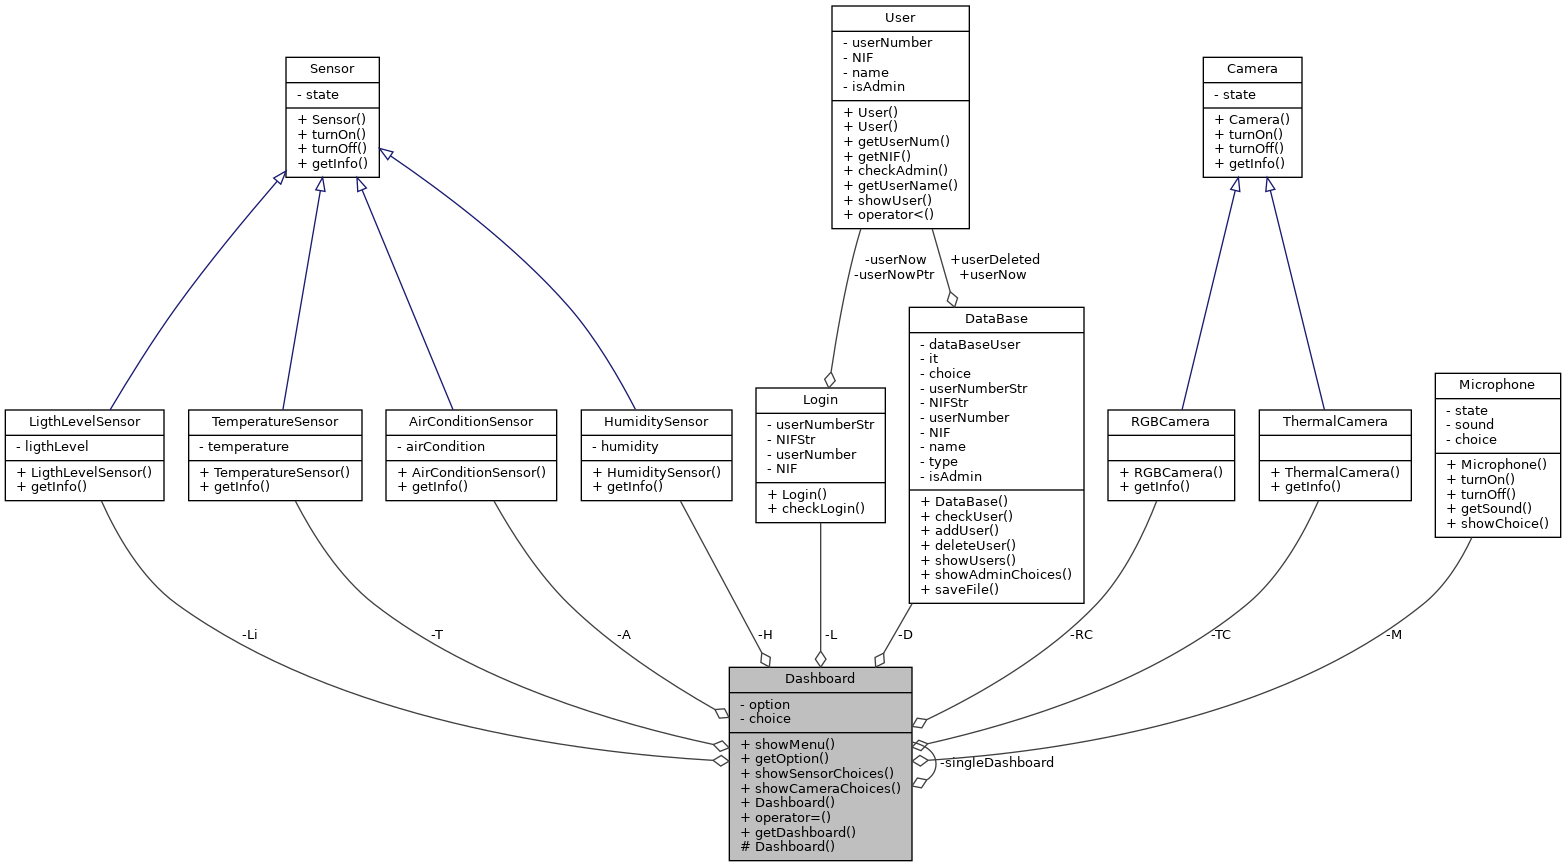 User
- userNumber
- NIF
- name
- isAdmin
+ User()
+ User()
+ getUserNum()
+ getNIF()
+ checkAdmin()
+ getUserName()
+ showUser()
+ operator<()
Sensor
- state
+ Sensor()
+ turnOn()
+ turnOff()
+ getInfo()
Camera
- state
+ Camera()
+ turnOn()
+ turnOff()
+ getInfo()
-userNow
-userNowPtr
+userDeleted
+userNow
DataBase
- dataBaseUser
- it
- choice
- userNumberStr
- NIFStr
- userNumber
- NIF
- name
- type
- isAdmin
+ DataBase()
+ checkUser()
+ addUser()
+ deleteUser()
+ showUsers()
+ showAdminChoices()
+ saveFile()
LigthLevelSensor
- ligthLevel
+ LigthLevelSensor()
+ getInfo()
TemperatureSensor
- temperature
+ TemperatureSensor()
+ getInfo()
AirConditionSensor
- airCondition
+ AirConditionSensor()
+ getInfo()
HumiditySensor
- humidity
+ HumiditySensor()
+ getInfo()
Login
- userNumberStr
- NIFStr
- userNumber
- NIF
+ Login()
+ checkLogin()
RGBCamera
+ RGBCamera()
+ getInfo()
ThermalCamera
+ ThermalCamera()
+ getInfo()
Microphone
- state
- sound
- choice
+ Microphone()
+ turnOn()
+ turnOff()
+ getSound()
+ showChoice()
-Li
-T
-A
-H
-L
-D
-RC
-TC
-M
Dashboard
- option
- choice
+ showMenu()
+ getOption()
+ showSensorChoices()
+ showCameraChoices()
+ Dashboard()
+ operator=()
+ getDashboard()
# Dashboard()
-singleDashboard